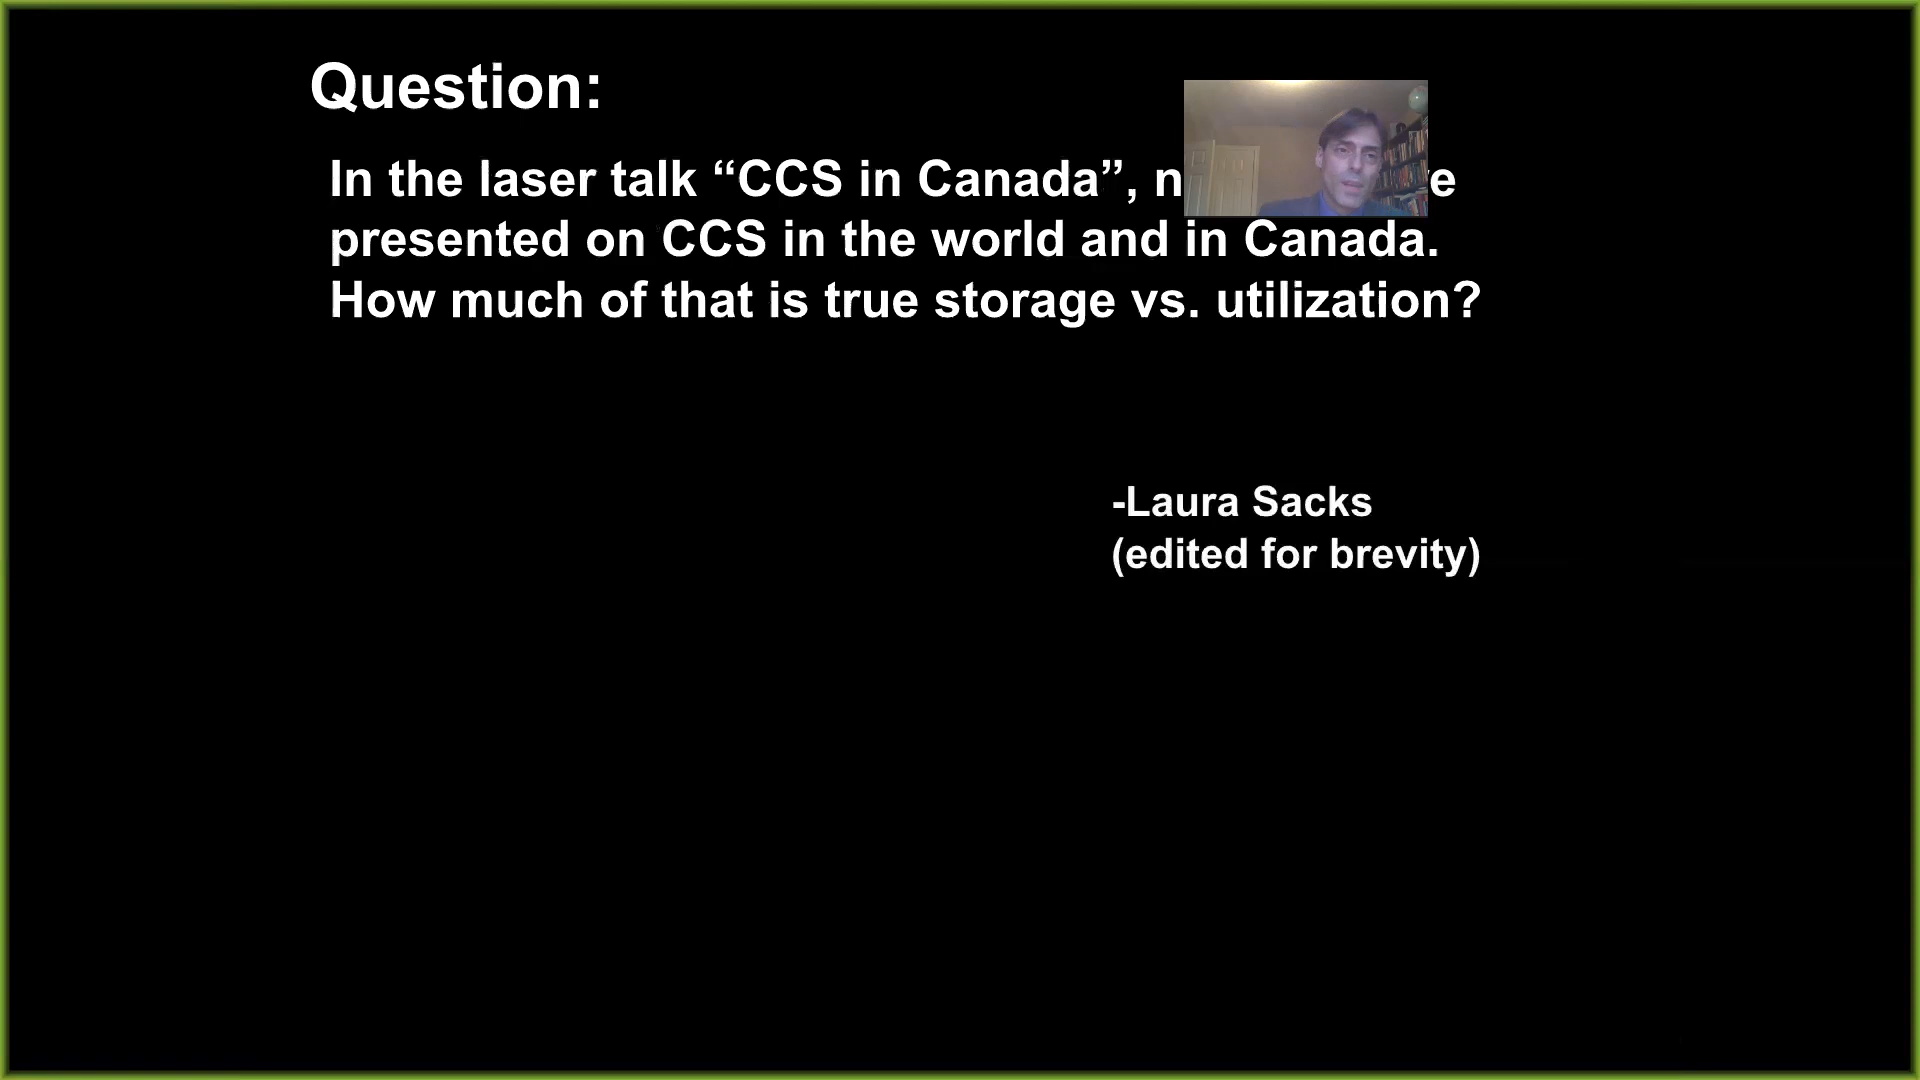 Question:
In the laser talk “CCS in Canada”,
presented on CCS in the world and in Canada.
How much of that is true storage vs. utilization?
-Laura Sacks
(edited for brevity)